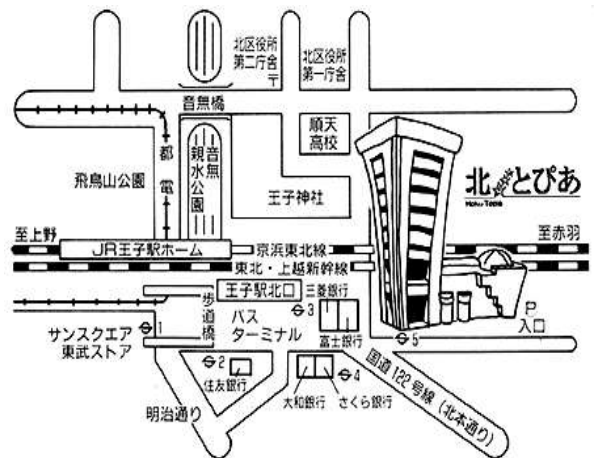 北区役所
第二庁舎
〒
北区役所
第一庁舎
音無橋
順天
高校
都電
音無
親水公園
飛鳥山公園
王子神社
北とぴあ
Hoku Topia
至上野
JR王子駅ホーム
京浜東北線
至赤羽
東北・上越新幹線
王子駅北口
三菱銀行
P
入口
歩道橋
バス
ターミナル
3
富士銀行
1
サンスクエア
東武ストア
5
2
住友銀行
4
大和銀行
さくら銀行
国道122号線(北本通り)
明治通り